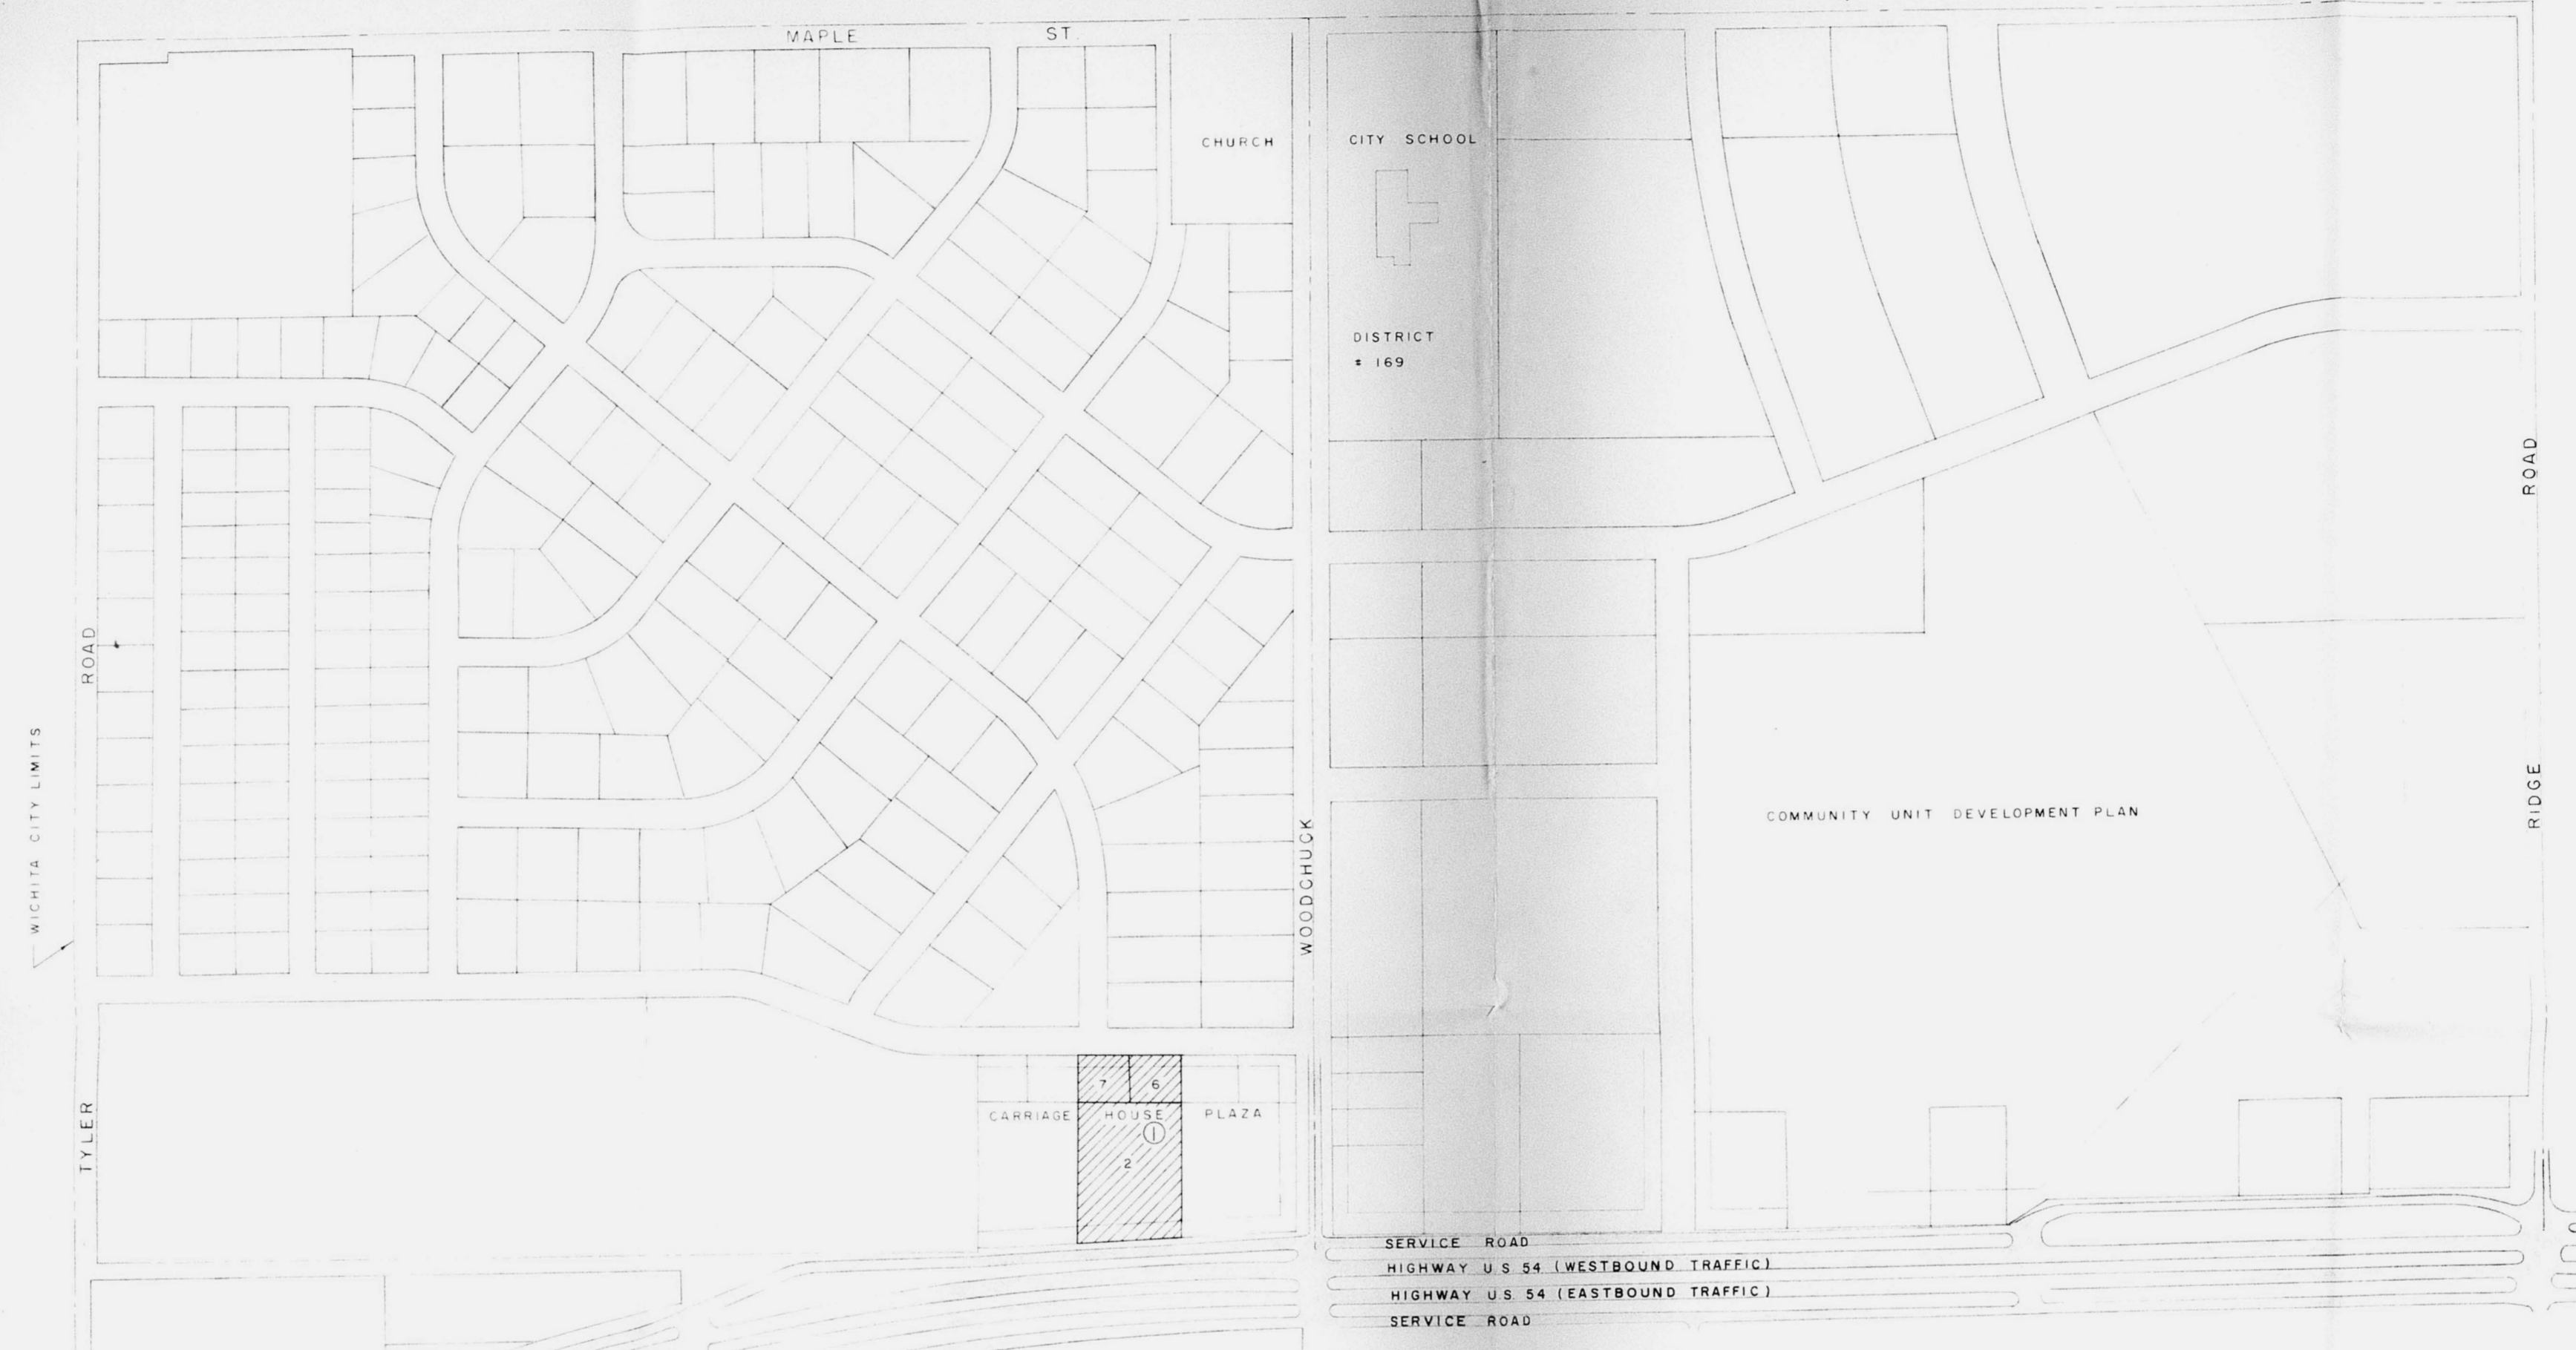 MAPLE ST.
CHURCH
CITY SCHOOL
DISTRICT
# 169
ROAD
ROAD
WICHITA CITY LIMITS
RIDGE
COMMUNITY UNIT DEVELOPMENT PLAN
WOODCHUCK
TYLER
7 6
CARRIAGE HOUSE PLAZA
1
2
SERVICE ROAD
HIGHWAY U.S. 54 (WESTBOUND TRAFFIC)
HIGHWAY U.S. 54 (EASTBOUND TRAFFIC)
SERVICE ROAD